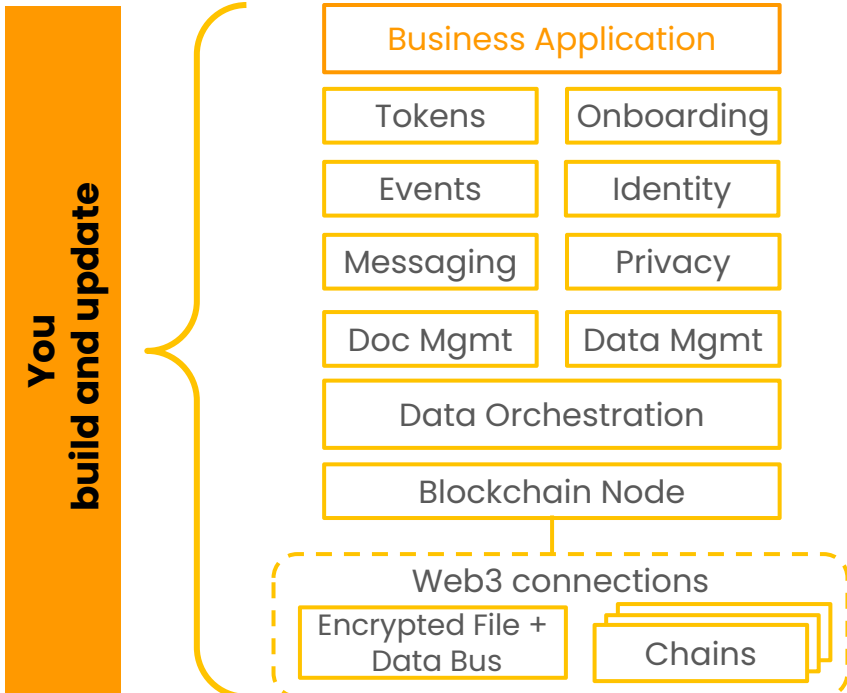 You
build and update
Business Application
Tokens
Onboarding
Events
Identity
Messaging
Privacy
Doc Mgmt
Data Mgmt
Data Orchestration
Blockchain Node
Web3 connections
Encrypted File +
Data Bus
Chains